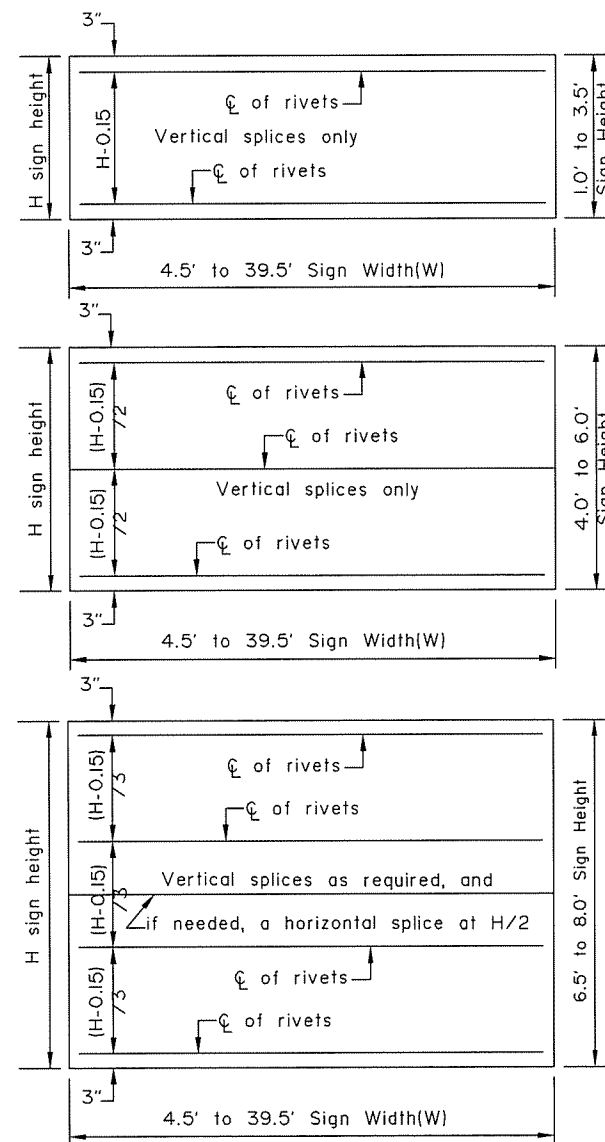 3"
℄ of rivets
Vertical splices only
℄ of rivets
H sign height
H-0.15
1.0' to 3.5'
Sign Height
3"
4.5' to 39.5' Sign Width(W)
3"
℄ of rivets
℄ of rivets
Vertical splices only
℄ of rivets
H sign height
(H-0.15)
/2
(H-0.15)
/2
4.0' to 6.0'
Sign Height
3"
4.5' to 39.5' Sign Width(W)
3"
℄ of rivets
℄ of rivets
Vertical splices as required, and
if needed, a horizontal splice at H/2
℄ of rivets
℄ of rivets
H sign height
(H-0.15)
/3
(H-0.15)
/3
(H-0.15)
/3
6.5' to 8.0' Sign Height
3"
4.5' to 39.5' Sign Width(W)